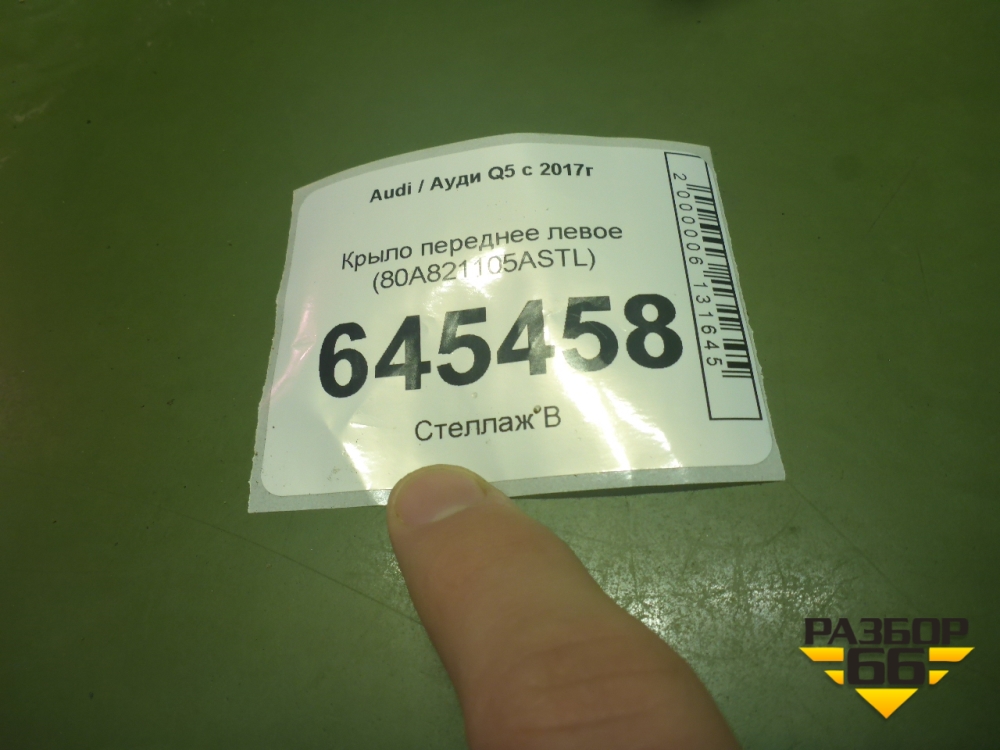 Audi / Ауди Q5 с 2017г
Крыло переднее левое
(80A821105ASTL)
645458
Стеллаж В
2000006131645
РАЗБОР
66